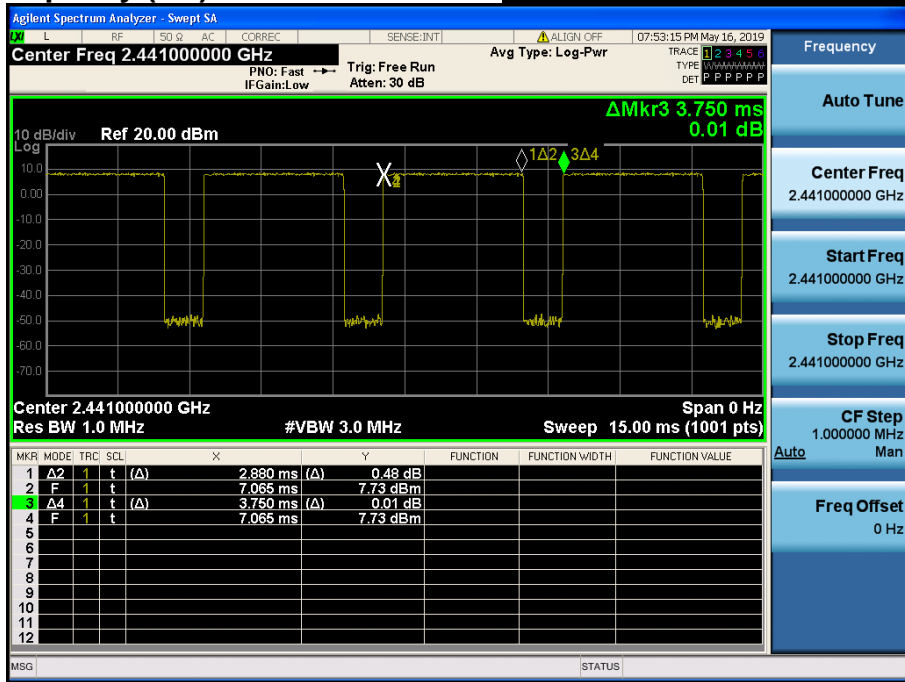 Agilent Spectrum Analyzer - Swept SA
LXI L RF 50 Ω AC CORREC SENSE:INT ALIGN OFF 07:53:15 PM May 16, 2019
Center Freq 2.441000000 GHz
PNO: Fast
IFGain:Low
Trig: Free Run
Atten: 30 dB
Avg Type: Log-Pwr
TRACE 1 2 3 4 5 6
TYPE WWWWWW
DET P P P P P P
ΔMkr3 3.750 ms
0.01 dB
10 dB/div Ref 20.00 dBm
Log
10.0
0.00
-10.0
-20.0
-30.0
-40.0
-50.0
-60.0
-70.0
1Δ2 3Δ4
Center 2.441000000 GHz Span 0 Hz
Res BW 1.0 MHz #VBW 3.0 MHz Sweep 15.00 ms (1001 pts)
MKR MODE TRC SCL X Y FUNCTION FUNCTION WIDTH FUNCTION VALUE
1 Δ2 1 t (Δ) 2.880 ms (Δ) 0.48 dB
2 F 1 t 7.065 ms 7.73 dBm
3 Δ4 1 t (Δ) 3.750 ms (Δ) 0.01 dB
4 F 1 t 7.065 ms 7.73 dBm
5
6
7
8
9
10
11
12
MSG STATUS
Frequency
Auto Tune
Center Freq
2.441000000 GHz
Start Freq
2.441000000 GHz
Stop Freq
2.441000000 GHz
CF Step
1.000000 MHz
Auto Man
Freq Offset
0 Hz